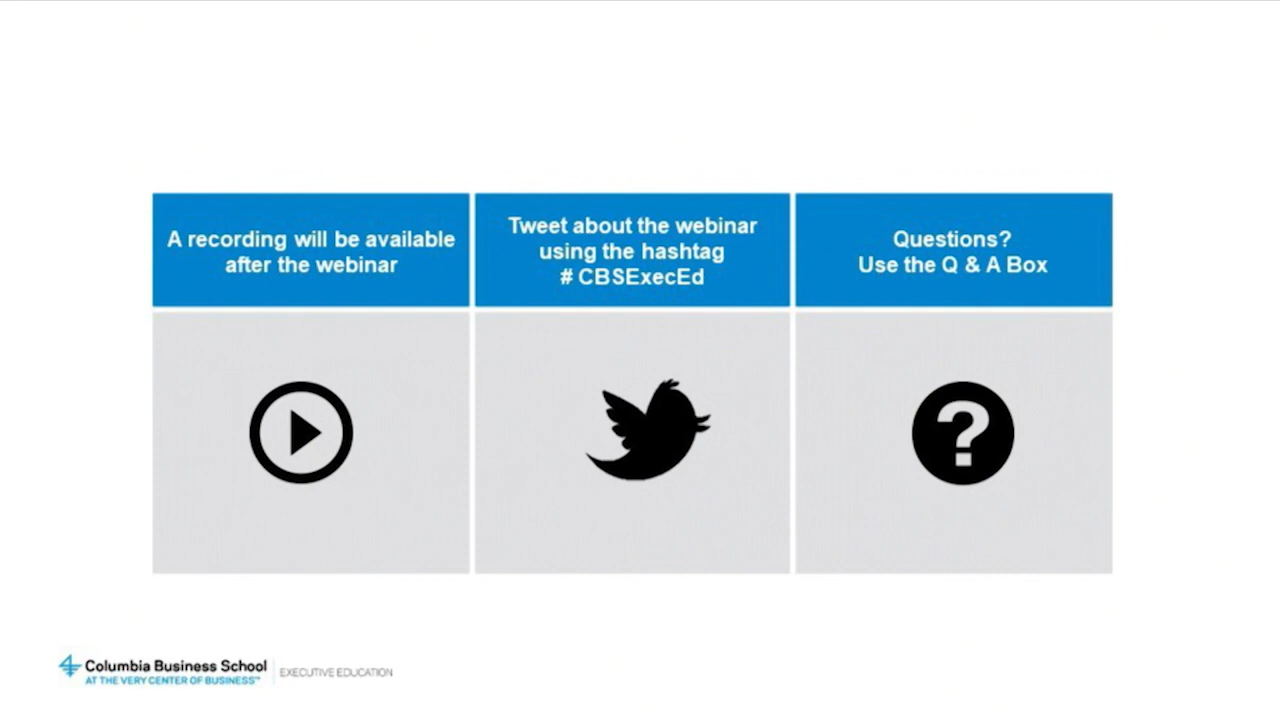 A recording will be available
after the webinar
Tweet about the webinar
using the hashtag
# CBSExecEd
Questions?
Use the Q & A Box
Columbia Business School
AT THE VERY CENTER OF BUSINESS™
EXECUTIVE EDUCATION